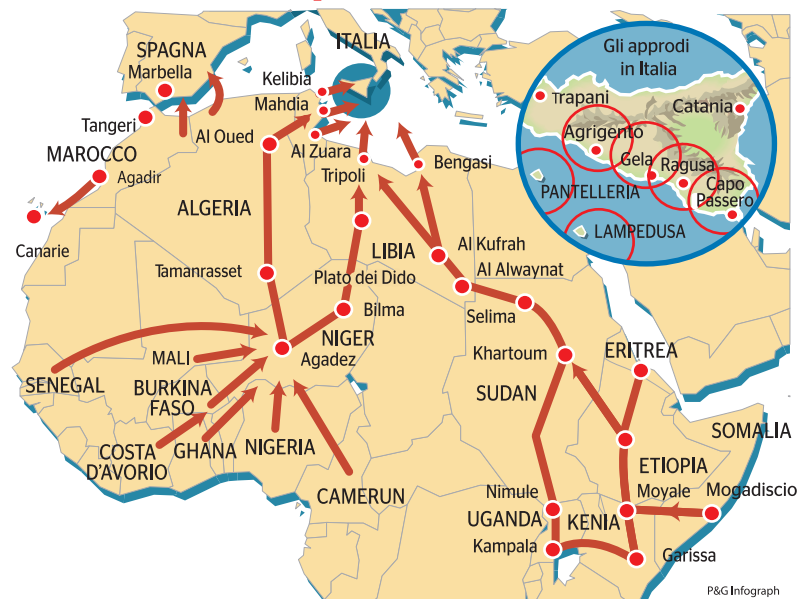 SPAGNA
Marbella
ITALIA
Kelibia
Mahdia
Tangeri
Al Oued
Al Zuara
Tripoli
Bengasi
MAROCCO
Agadir
Canarie
ALGERIA
LIBIA
Al Kufrah
Al Alwaynat
Tamanrasset
Plato dei Dido
Bilma
Selima
NIGER
Agadez
MALI
SENEGAL
BURKINA
FASO
COSTA
D'AVORIO
GHANA
NIGERIA
CAMERUN
Khartoum
ERITREA
SUDAN
SOMALIA
ETIOPIA
Nimule
Moyale
Mogadiscio
UGANDA
KENIA
Kampala
Garissa
Gli approdi
in Italia
Trapani
Catania
Agrigento
Gela
Ragusa
Capo
Passero
PANTELLERIA
LAMPEDUSA
P&G Infograph